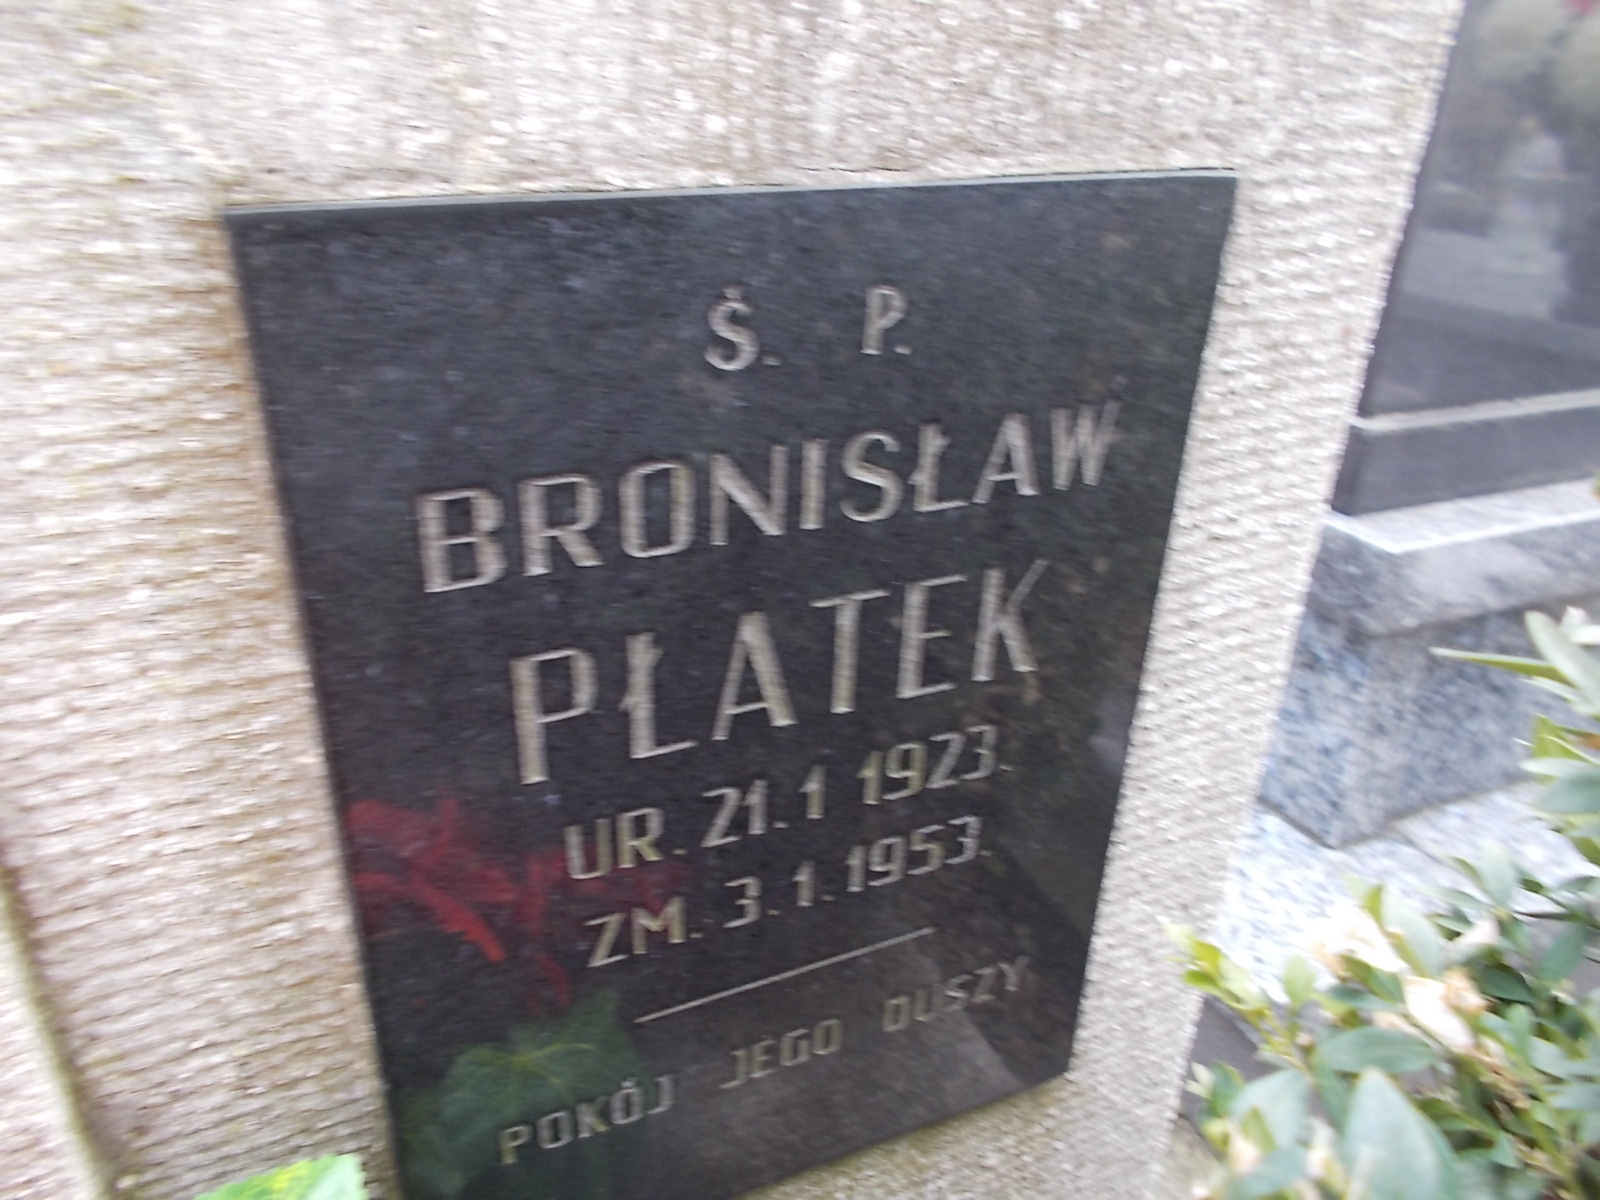 Ś. P.
BRONISŁAW
PŁATEK
UR. 21.1 1923.
ZM. 3.1.1953.
POKÓJ JEGO DUSZY